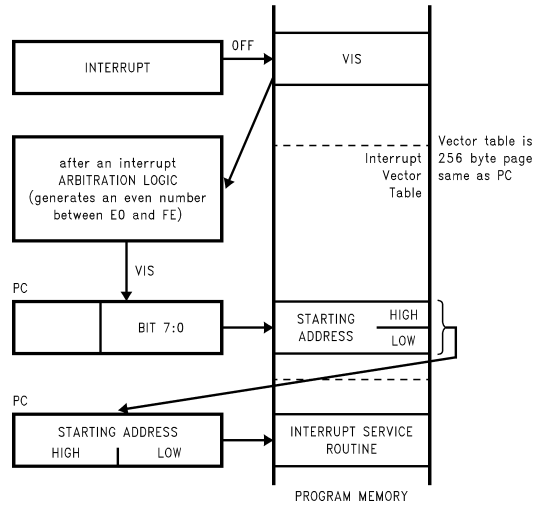 OFF
INTERRUPT
VIS
after an interrupt
ARBITRATION LOGIC
(generates an even number
between E0 and FE)
Interrupt
Vector
Table
Vector table is
256 byte page
same as PC
VIS
PC
BIT 7:0
STARTING
ADDRESS
HIGH
LOW
PC
STARTING ADDRESS
HIGH
LOW
INTERRUPT SERVICE
ROUTINE
PROGRAM MEMORY